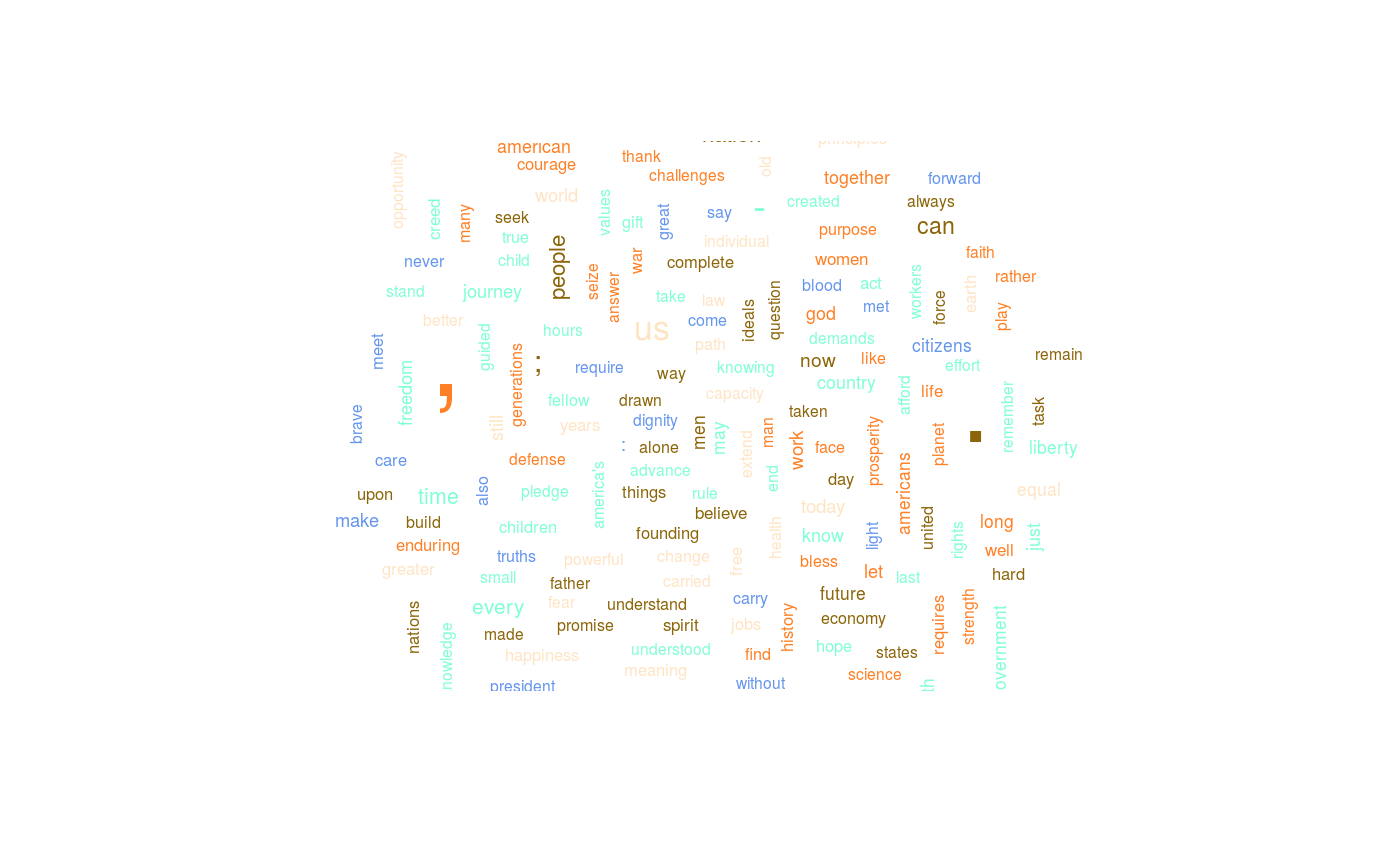 american
nation
principles
courage
thank
challenges
old
opportunity
together
forward
world
values
creed
many
seek
gift
great
say
-
created
always
can
true
people
individual
purpose
never
child
war
complete
women
faith
seize
answer
rather
stand
journey
take
law
ideals
question
blood
act
workers
force
earth
met
god
play
better
hours
us
come
demands
citizens
meet
guided
path
remain
freedom
generations
;
require
way
knowing
now
like
effort
,
fellow
drawn
capacity
country
afford
life
remember
task
brave
still
years
dignity
men
may
extend
man
taken
:
alone
work
face
prosperity
planet
.
liberty
care
defense
america's
advance
end
americans
upon
time
also
pledge
things
rule
day
equal
make
build
children
believe
today
founding
health
know
light
united
rights
long
just
enduring
truths
powerful
change
free
bless
well
greater
small
father
carried
let
last
hard
nations
every
fear
understand
carry
future
requires
strength
made
promise
spirit
jobs
history
economy
nowledge
happiness
understood
find
hope
states
overnment
meaning
science
president
without
th